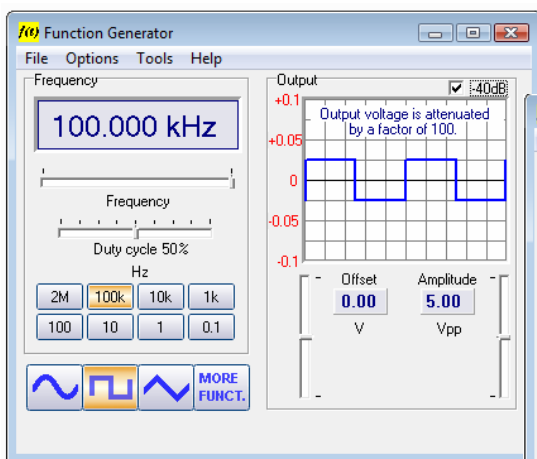 f(t) Function Generator
File Options Tools Help
Frequency
100.000 kHz
Frequency
Duty cycle 50%
Hz
2M 100k 10k 1k
100 10 1 0.1
MORE
FUNCT.
Output
-40dB
+0.1
Output voltage is attenuated
by a factor of 100.
+0.05
0
-0.05
-0.1
Offset Amplitude
0.00 5.00
V Vpp